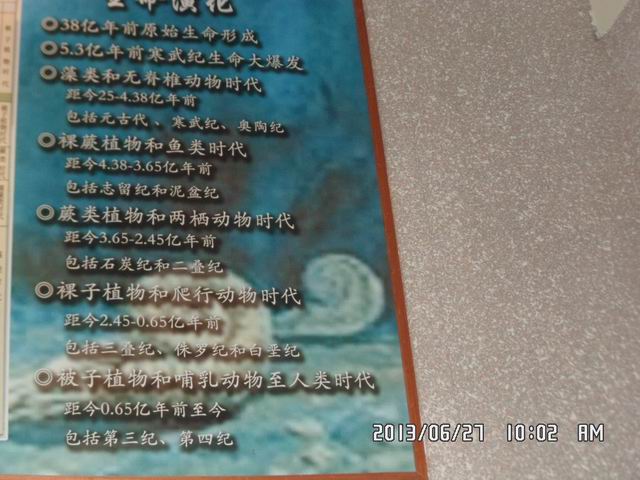 生命演化
◎38亿年前原始生命形成
◎5.3亿年前寒武纪生命大爆发
◎藻类和无脊椎动物时代
距今25-4.38亿年前
包括元古代、寒武纪、奥陶纪
◎裸蕨植物和鱼类时代
距今4.38-3.65亿年前
包括志留纪和泥盆纪
◎蕨类植物和两栖动物时代
距今3.65-2.45亿年前
包括石炭纪和二叠纪
◎裸子植物和爬行动物时代
距今2.45-0.65亿年前
包括三叠纪、侏罗纪和白垩纪
◎被子植物和哺乳动物至人类时代
距今0.65亿年前至今
包括第三纪、第四纪
2013/06/27 10:02 AM